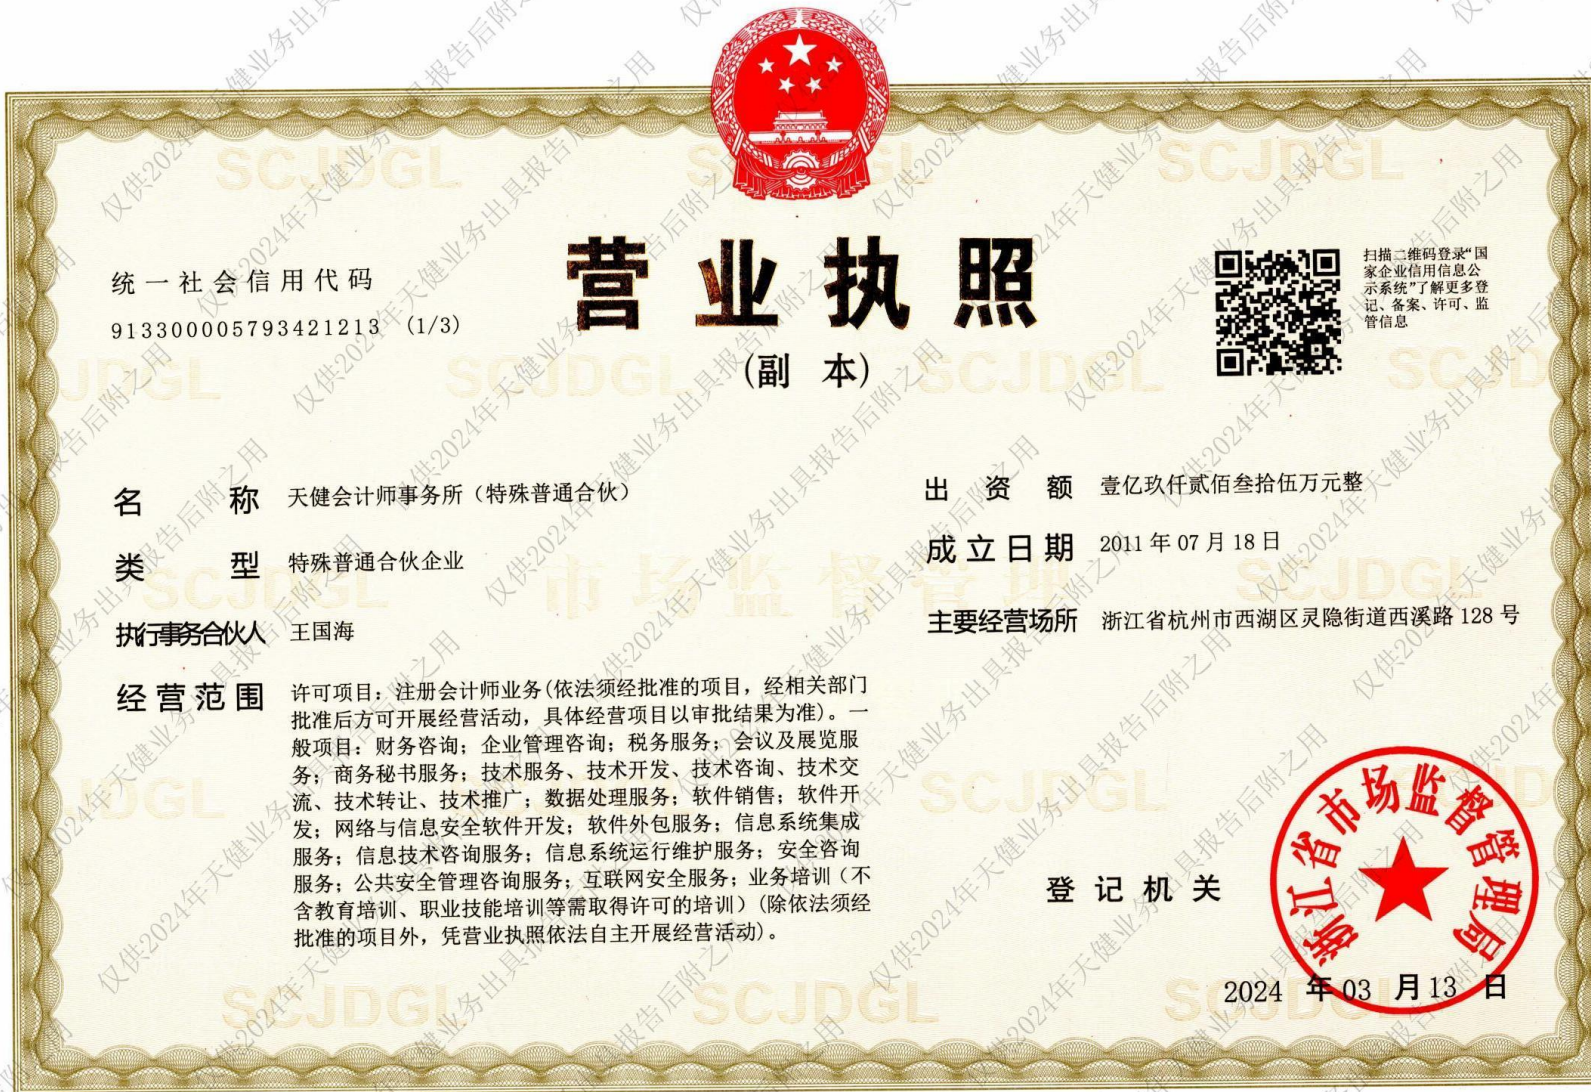 营业执照
(副 本)
统一社会信用代码
913300005793421213 (1/3)
扫描二维码登录“国
家企业信用信息公
示系统”了解更多登
记、备案、许可、监
管信息
名 称 天健会计师事务所（特殊普通合伙）
类 型 特殊普通合伙企业
执行事务合伙人 王国海
经营范围 许可项目：注册会计师业务(依法须经批准的项目，经相关部门
批准后方可开展经营活动，具体经营项目以审批结果为准)。一
般项目：财务咨询；企业管理咨询；税务服务；会议及展览服
务；商务秘书服务；技术服务、技术开发、技术咨询、技术交
流、技术转让、技术推广；数据处理服务；软件销售；软件开
发；网络与信息安全软件开发；软件外包服务；信息系统集成
服务；信息技术咨询服务；信息系统运行维护服务；安全咨询
服务；公共安全管理咨询服务；互联网安全服务；业务培训（不
含教育培训、职业技能培训等需取得许可的培训）(除依法须经
批准的项目外，凭营业执照依法自主开展经营活动)。
出 资 额 壹亿玖仟贰佰叁拾伍万元整
成立日期 2011年07月18日
主要经营场所 浙江省杭州市西湖区灵隐街道西溪路128号
登记机关
浙江省市场监督管理局
2024 年03 月13 日
仅供2024年天健业务出具报告后附之用
SCJDGL
市场监督管理